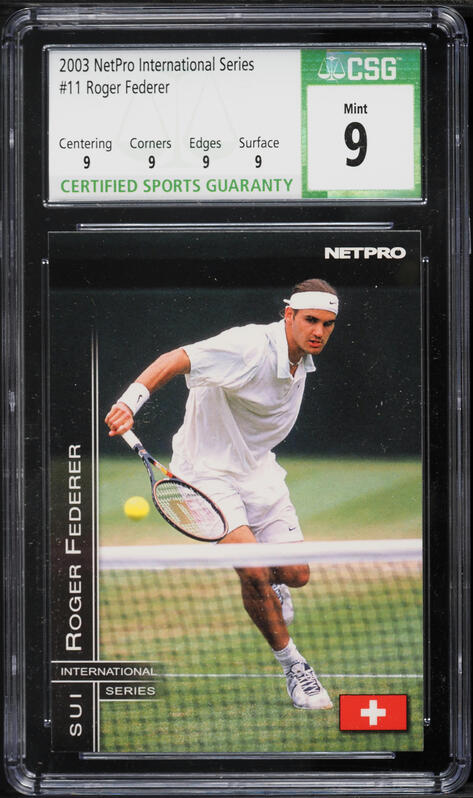 2003 NetPro International Series
#11 Roger Federer
CSG™
Mint
9
Centering Corners Edges Surface
9 9 9 9
CERTIFIED SPORTS GUARANTY
NETPRO
SUI ROGER FEDERER
INTERNATIONAL
SERIES